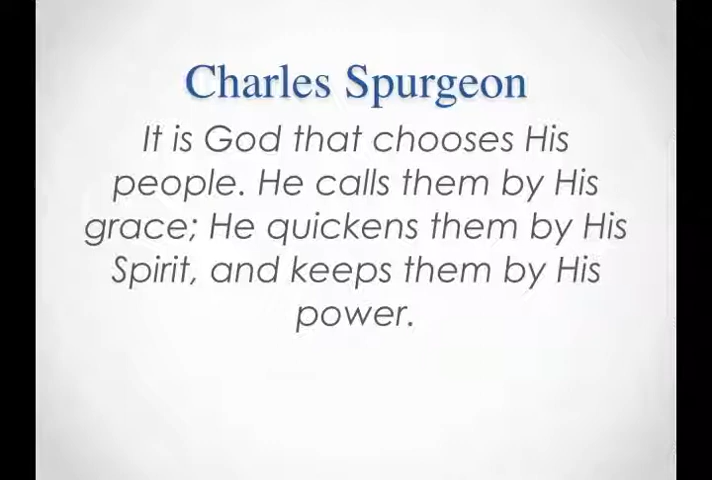 Charles Spurgeon
It is God that chooses His
people. He calls them by His
grace; He quickens them by His
Spirit, and keeps them by His
power.